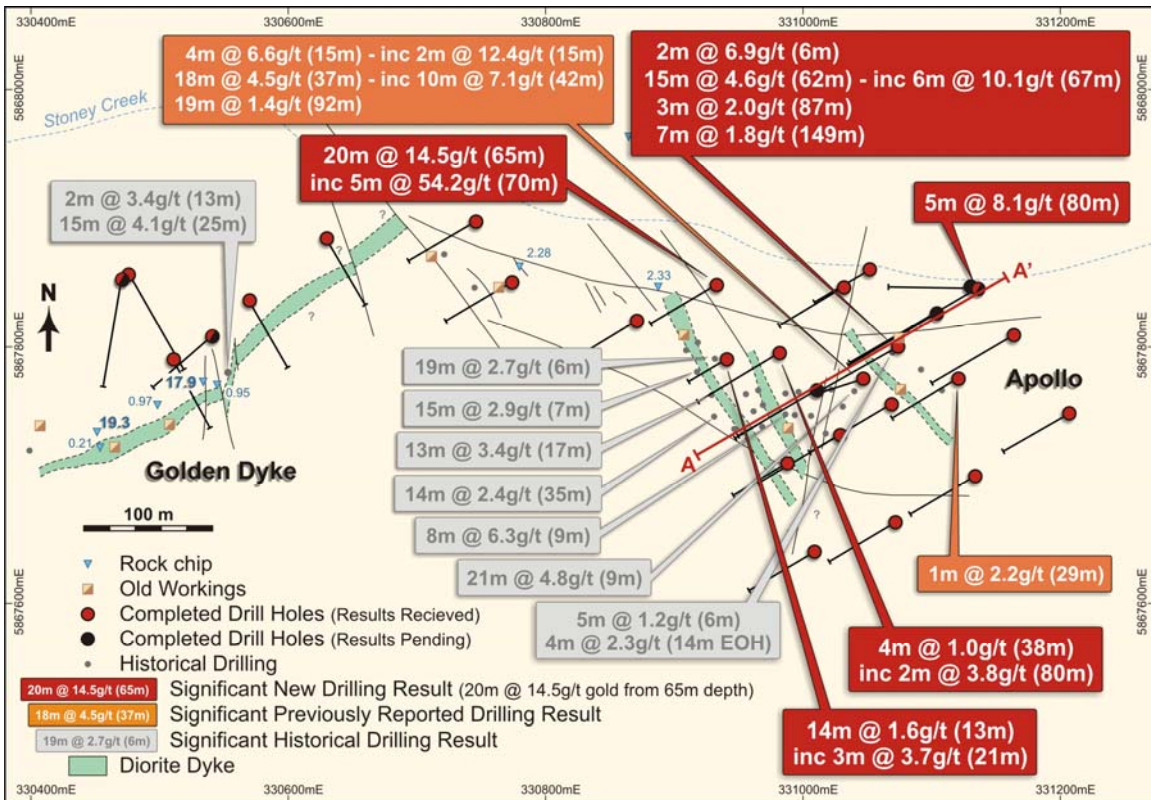 330400mE
330600mE
330800mE
331000mE
331200mE
5868000mN
5868000mN
Stoney Creek
4m @ 6.6g/t (15m) - inc 2m @ 12.4g/t (15m)
18m @ 4.5g/t (37m) - inc 10m @ 7.1g/t (42m)
19m @ 1.4g/t (92m)
2m @ 6.9g/t (6m)
15m @ 4.6g/t (62m) - inc 6m @ 10.1g/t (67m)
3m @ 2.0g/t (87m)
7m @ 1.8g/t (149m)
20m @ 14.5g/t (65m)
inc 5m @ 54.2g/t (70m)
5m @ 8.1g/t (80m)
2m @ 3.4g/t (13m)
15m @ 4.1g/t (25m)
?
?
?
2.28
2.33
A'
N
5867800mN
5867800mN
17.9
0.95
0.97
19.3
0.21
Golden Dyke
Apollo
A
?
19m @ 2.7g/t (6m)
15m @ 2.9g/t (7m)
13m @ 3.4g/t (17m)
14m @ 2.4g/t (35m)
8m @ 6.3g/t (9m)
21m @ 4.8g/t (9m)
5m @ 1.2g/t (6m)
4m @ 2.3g/t (14m EOH)
1m @ 2.2g/t (29m)
4m @ 1.0g/t (38m)
inc 2m @ 3.8g/t (80m)
14m @ 1.6g/t (13m)
inc 3m @ 3.7g/t (21m)
100 m
5867600mN
5867600mN
Rock chip
Old Workings
Completed Drill Holes (Results Recieved)
Completed Drill Holes (Results Pending)
Historical Drilling
20m @ 14.5g/t (65m) Significant New Drilling Result (20m @ 14.5g/t gold from 65m depth)
18m @ 4.5g/t (37m) Significant Previously Reported Drilling Result
19m @ 2.7g/t (6m) Significant Historical Drilling Result
Diorite Dyke
330400mE
330600mE
330800mE
331000mE
331200mE